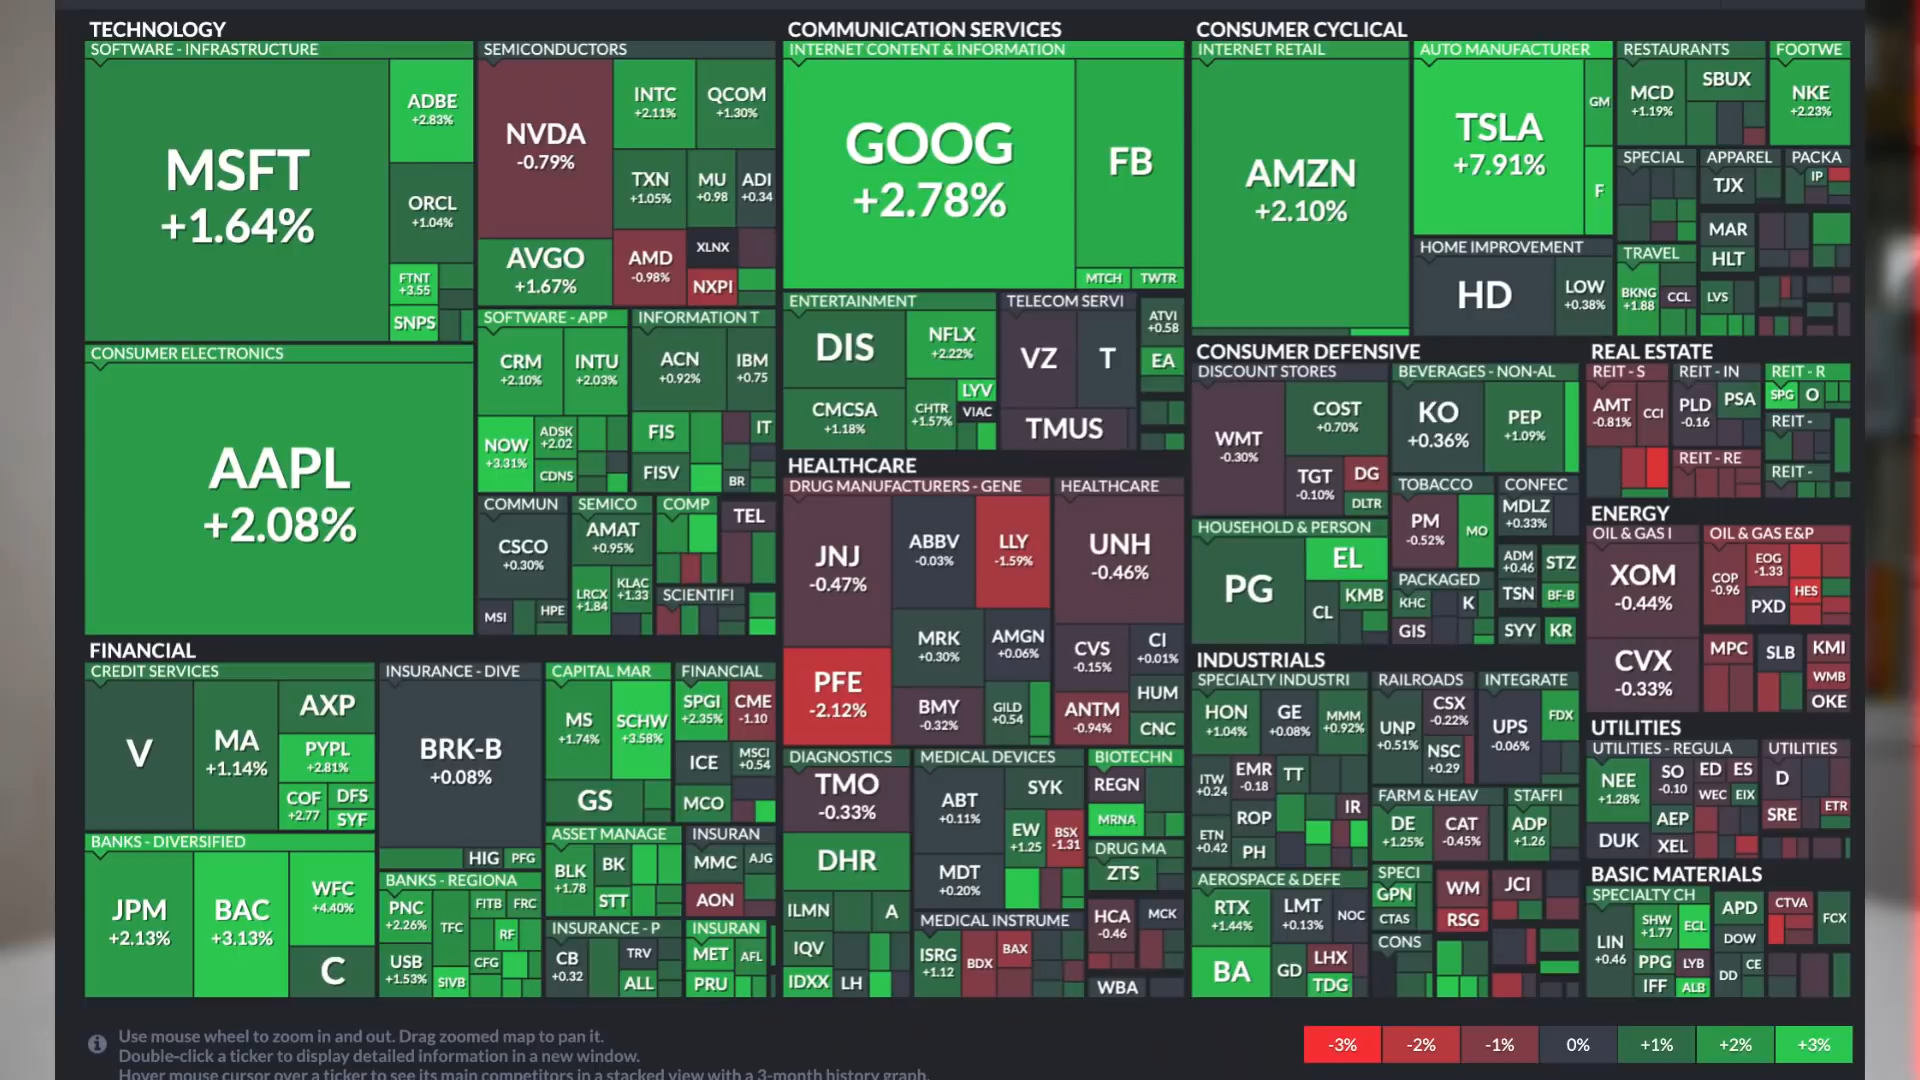 TECHNOLOGY
SOFTWARE - INFRASTRUCTURE
MSFT
+1.64%
ADBE
+2.83%
ORCL
+1.04%
FTNT
+3.55
SNPS
CONSUMER ELECTRONICS
AAPL
+2.08%
SEMICONDUCTORS
NVDA
-0.79%
INTC
+2.11%
QCOM
+1.30%
TXN
+1.05%
MU
+0.98
ADI
+0.34
AVGO
+1.67%
AMD
-0.98%
XLNX
NXPI
SOFTWARE - APP
CRM
+2.10%
INTU
+2.03%
NOW
+3.31%
ADSK
+2.02
CDNS
INFORMATION T
ACN
+0.92%
IBM
+0.75
FIS
IT
FISV
BR
COMMUN
CSCO
+0.30%
MSI
HPE
SEMICO
AMAT
+0.95%
LRCX
+1.84
KLAC
+1.33
COMP
TEL
SCIENTIFI
COMMUNICATION SERVICES
INTERNET CONTENT & INFORMATION
GOOG
+2.78%
FB
MTCH
TWTR
ENTERTAINMENT
DIS
NFLX
+2.22%
CMCSA
+1.18%
CHTR
+1.57%
LYV
VIAC
TELECOM SERVI
VZ
T
TMUS
ATVI
+0.58
EA
CONSUMER CYCLICAL
INTERNET RETAIL
AMZN
+2.10%
AUTO MANUFACTURER
TSLA
+7.91%
GM
F
HOME IMPROVEMENT
HD
LOW
+0.38%
RESTAURANTS
MCD
+1.19%
SBUX
FOOTWE
NKE
+2.23%
SPECIAL
APPAREL
TJX
PACKA
IP
MAR
HLT
TRAVEL
BKNG
+1.88
CCL
LVS
CONSUMER DEFENSIVE
DISCOUNT STORES
WMT
-0.30%
COST
+0.70%
TGT
-0.10%
DG
DLTR
BEVERAGES - NON-AL
KO
+0.36%
PEP
+1.09%
HOUSEHOLD & PERSON
PG
EL
CL
KMB
TOBACCO
PM
-0.52%
MO
CONFEC
MDLZ
+0.33%
ADM
+0.46
STZ
PACKAGED
KHC
K
GIS
TSN
BF-B
SYY
KR
REAL ESTATE
REIT - S
AMT
-0.81%
CCI
REIT - IN
PLD
-0.16
PSA
REIT - R
SPG
O
REIT -
REIT - RE
REIT -
HEALTHCARE
DRUG MANUFACTURERS - GENE
JNJ
-0.47%
ABBV
-0.03%
LLY
-1.59%
PFE
-2.12%
MRK
+0.30%
AMGN
+0.06%
BMY
-0.32%
GILD
+0.54
HEALTHCARE
UNH
-0.46%
CVS
-0.15%
CI
+0.01%
ANTM
-0.94%
HUM
CNC
DIAGNOSTICS
TMO
-0.33%
DHR
ILMN
A
IQV
IDXX
LH
MEDICAL DEVICES
ABT
+0.11%
SYK
MDT
+0.20%
EW
+1.25
BSX
-1.31
BIOTECHN
REGN
MRNA
DRUG MA
ZTS
MEDICAL INSTRUME
ISRG
+1.12
BDX
BAX
HCA
-0.46
MCK
WBA
ENERGY
OIL & GAS I
XOM
-0.44%
CVX
-0.33%
OIL & GAS E&P
COP
-0.96
EOG
-1.33
PXD
HES
MPC
SLB
KMI
WMB
OKE
FINANCIAL
CREDIT SERVICES
V
MA
+1.14%
AXP
PYPL
+2.81%
COF
+2.77
DFS
SYF
BANKS - DIVERSIFIED
JPM
+2.13%
BAC
+3.13%
WFC
+4.40%
C
INSURANCE - DIVE
BRK-B
+0.08%
HIG
PFG
BANKS - REGIONA
PNC
+2.26%
TFC
FITB
FRC
RF
USB
+1.53%
CFG
SIVB
CAPITAL MAR
MS
+1.74%
SCHW
+3.58%
GS
FINANCIAL
SPGI
+2.35%
CME
-1.10
ICE
MSCI
+0.54
MCO
ASSET MANAGE
BLK
+1.78
BK
STT
INSURAN
MMC
AJG
AON
INSURANCE - P
CB
+0.32
TRV
ALL
INSURAN
MET
AFL
PRU
INDUSTRIALS
SPECIALTY INDUSTRI
HON
+1.04%
GE
+0.08%
MMM
+0.92%
ITW
+0.24
EMR
-0.18
TT
ROP
IR
ETN
+0.42
PH
RAILROADS
UNP
+0.51%
CSX
-0.22%
NSC
+0.29
INTEGRATE
UPS
-0.06%
FDX
FARM & HEAV
DE
+1.25%
CAT
-0.45%
STAFFI
ADP
+1.26
AEROSPACE & DEFE
RTX
+1.44%
LMT
+0.13%
NOC
BA
GD
LHX
TDG
SPECI
GPN
CTAS
WM
RSG
JCI
CONS
UTILITIES
UTILITIES - REGULA
NEE
+1.28%
SO
-0.10
ED
ES
WEC
EIX
DUK
AEP
XEL
UTILITIES
D
SRE
ETR
BASIC MATERIALS
SPECIALTY CH
LIN
+0.46
SHW
+1.77
ECL
PPG
LYB
IFF
ALB
APD
DOW
DD
CE
CTVA
FCX
Use mouse wheel to zoom in and out. Drag zoomed map to pan it.
Double-click a ticker to display detailed information in a new window.
Hover mouse cursor over a ticker to see its main competitors in a stacked view with a 3-month history graph.
-3%
-2%
-1%
0%
+1%
+2%
+3%